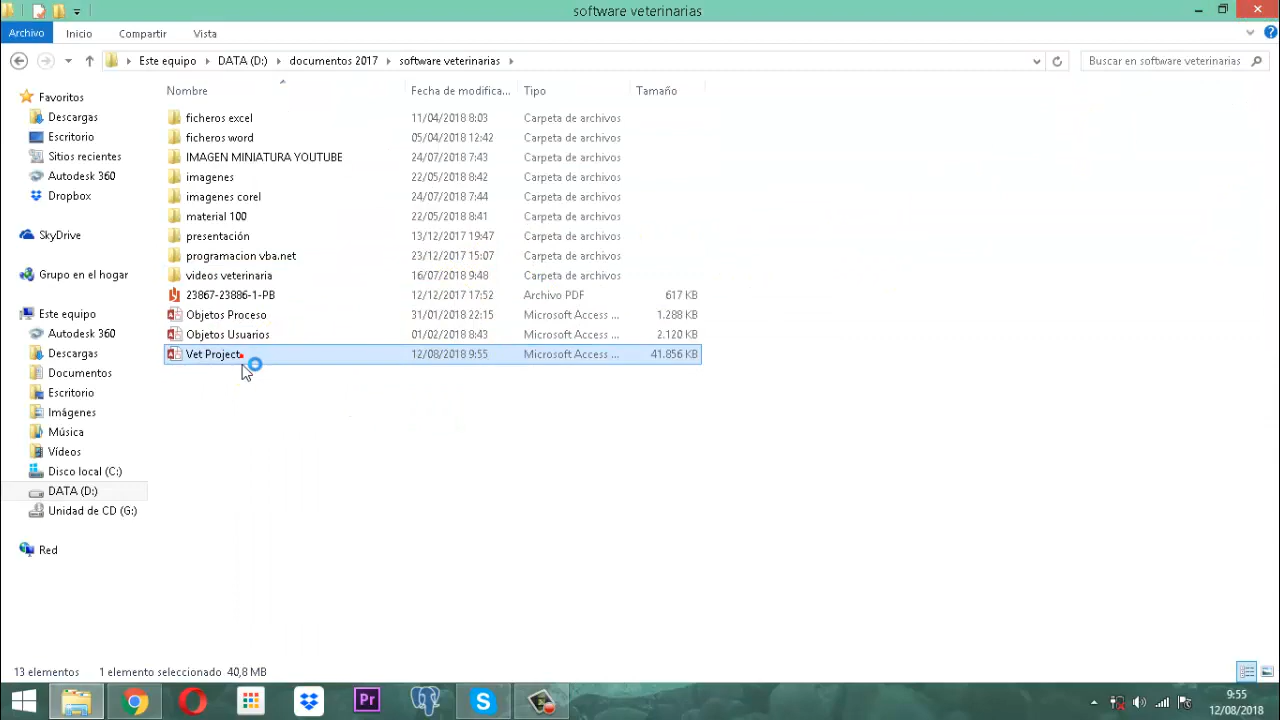 software veterinarias
Archivo Inicio Compartir Vista
Este equipo DATA (D:) documentos 2017 software veterinarias Buscar en software veterinarias
Nombre Fecha de modifica... Tipo Tamaño
Favoritos
Descargas
Escritorio
Sitios recientes
Autodesk 360
Dropbox
SkyDrive
Grupo en el hogar
Este equipo
Autodesk 360
Descargas
Documentos
Escritorio
Imágenes
Música
Vídeos
Disco local (C:)
DATA (D:)
Unidad de CD (G:)
Red
ficheros excel 11/04/2018 8:03 Carpeta de archivos
ficheros word 05/04/2018 12:42 Carpeta de archivos
IMAGEN MINIATURA YOUTUBE 24/07/2018 7:43 Carpeta de archivos
imagenes 22/05/2018 8:42 Carpeta de archivos
imagenes corel 24/07/2018 7:44 Carpeta de archivos
material 100 22/05/2018 8:41 Carpeta de archivos
presentación 13/12/2017 19:47 Carpeta de archivos
programacion vba.net 23/12/2017 15:07 Carpeta de archivos
videos veterinaria 16/07/2018 9:48 Carpeta de archivos
23867-23886-1-PB 12/12/2017 17:52 Archivo PDF 617 KB
Objetos Proceso 31/01/2018 22:15 Microsoft Access ... 1.288 KB
Objetos Usuarios 01/02/2018 8:43 Microsoft Access ... 2.120 KB
Vet Project 12/08/2018 9:55 Microsoft Access ... 41.856 KB
13 elementos 1 elemento seleccionado 40,8 MB
Pr
9:55
12/08/2018